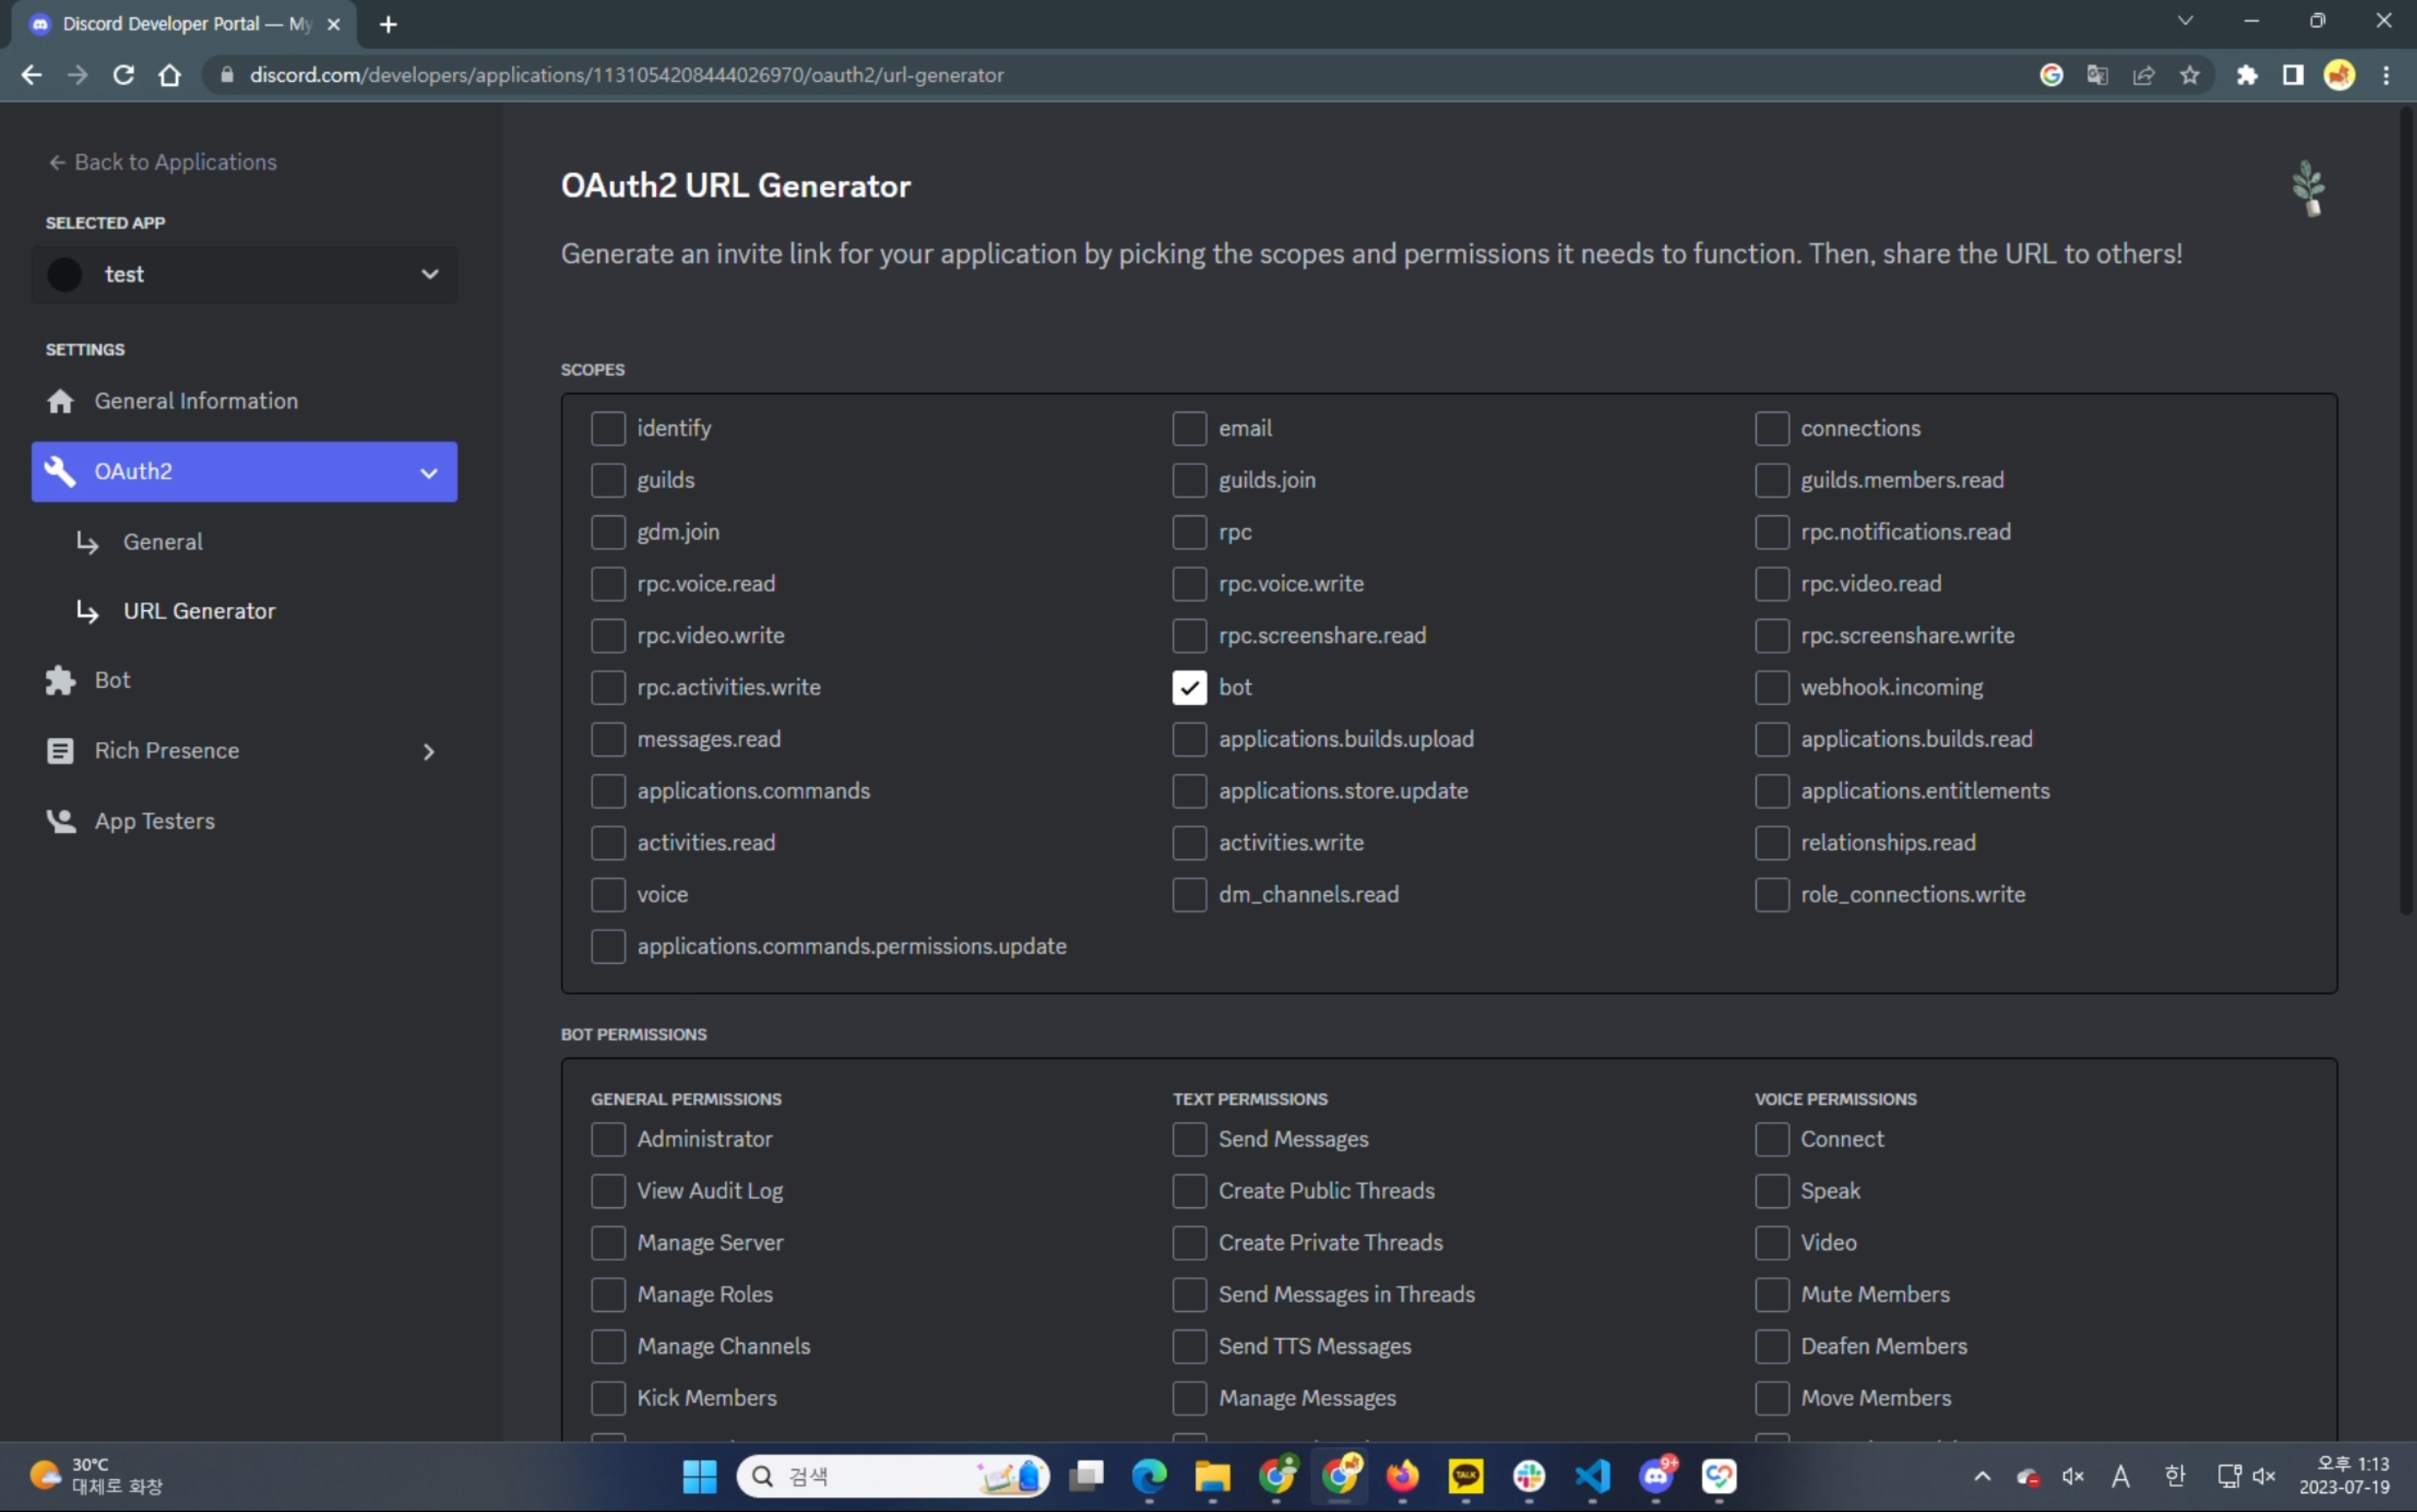 Discord Developer Portal — My
discord.com/developers/applications/1131054208444026970/oauth2/url-generator
← Back to Applications
SELECTED APP
test
SETTINGS
General Information
OAuth2
General
URL Generator
Bot
Rich Presence
App Testers
OAuth2 URL Generator
Generate an invite link for your application by picking the scopes and permissions it needs to function. Then, share the URL to others!
SCOPES
identify email connections
guilds guilds.join guilds.members.read
gdm.join rpc rpc.notifications.read
rpc.voice.read rpc.voice.write rpc.video.read
rpc.video.write rpc.screenshare.read rpc.screenshare.write
rpc.activities.write bot webhook.incoming
messages.read applications.builds.upload applications.builds.read
applications.commands applications.store.update applications.entitlements
activities.read activities.write relationships.read
voice dm_channels.read role_connections.write
applications.commands.permissions.update
BOT PERMISSIONS
GENERAL PERMISSIONS TEXT PERMISSIONS VOICE PERMISSIONS
Administrator Send Messages Connect
View Audit Log Create Public Threads Speak
Manage Server Create Private Threads Video
Manage Roles Send Messages in Threads Mute Members
Manage Channels Send TTS Messages Deafen Members
Kick Members Manage Messages Move Members
30°C
대체로 화창
검색
TALK
9+
A 한
오후 1:13
2023-07-19